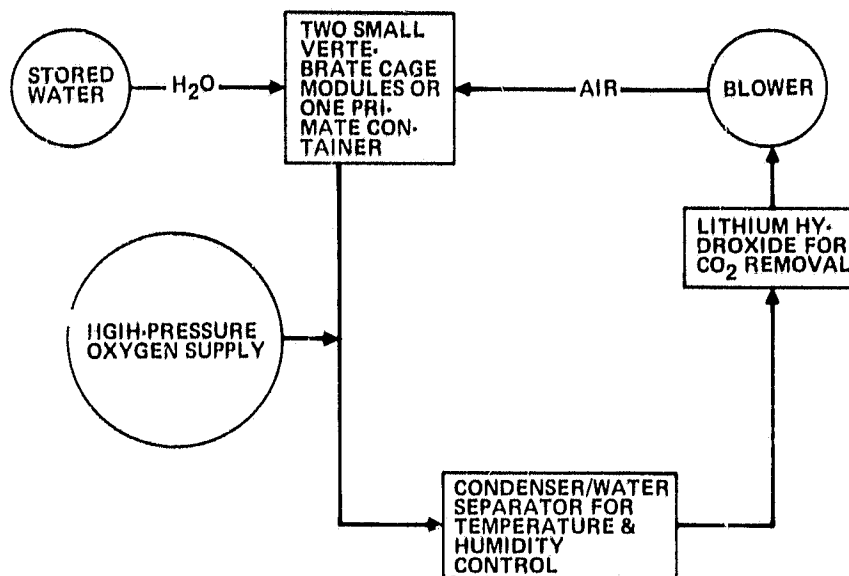 STORED
WATER
H₂O
TWO SMALL
VERTE-
BRATE CAGE
MODULES OR
ONE PRI-
MATE CON-
TAINER
AIR
BLOWER
LITHIUM HY-
DROXIDE FOR
CO₂ REMOVAL
HGIH-PRESSURE
OXYGEN SUPPLY
CONDENSER/WATER
SEPARATOR FOR
TEMPERATURE &
HUMIDITY
CONTROL